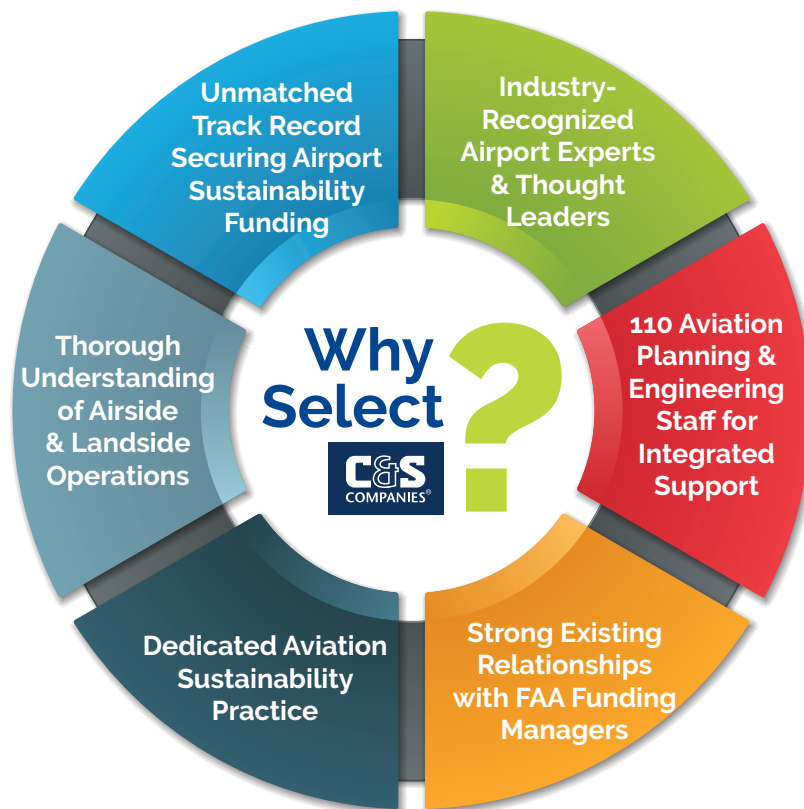 Why
Select
?
C&S
COMPANIES®
Unmatched
Track Record
Securing Airport
Sustainability
Funding
Industry-
Recognized
Airport Experts
& Thought
Leaders
110 Aviation
Planning &
Engineering
Staff for
Integrated
Support
Strong Existing
Relationships
with FAA Funding
Managers
Dedicated Aviation
Sustainability
Practice
Thorough
Understanding
of Airside
& Landside
Operations